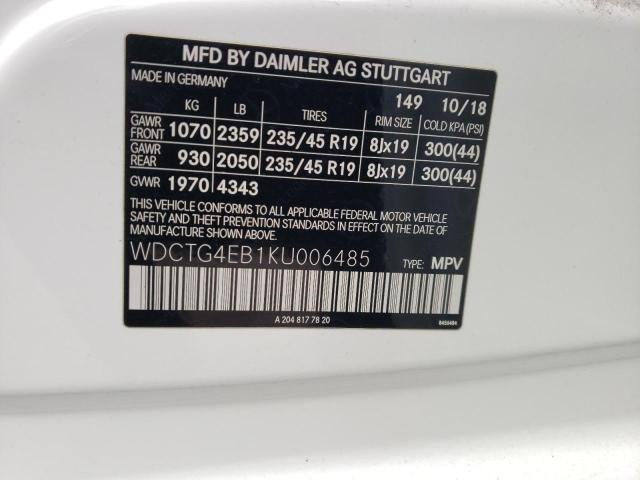 MFD BY DAIMLER AG STUTTGART
MADE IN GERMANY 149 10/18
KG LB TIRES RIM SIZE COLD KPA(PSI)
GAWR FRONT 1070 2359 235/45 R19 8Jx19 300(44)
GAWR REAR 930 2050 235/45 R19 8Jx19 300(44)
GVWR 1970 4343
THIS VEHICLE CONFORMS TO ALL APPLICABLE FEDERAL MOTOR VEHICLE
SAFETY AND THEFT PREVENTION STANDARDS IN EFFECT ON THE DATE OF
MANUFACTURE SHOWN ABOVE.
WDCTG4EB1KU006485 TYPE: MPV
A 204 817 78 20